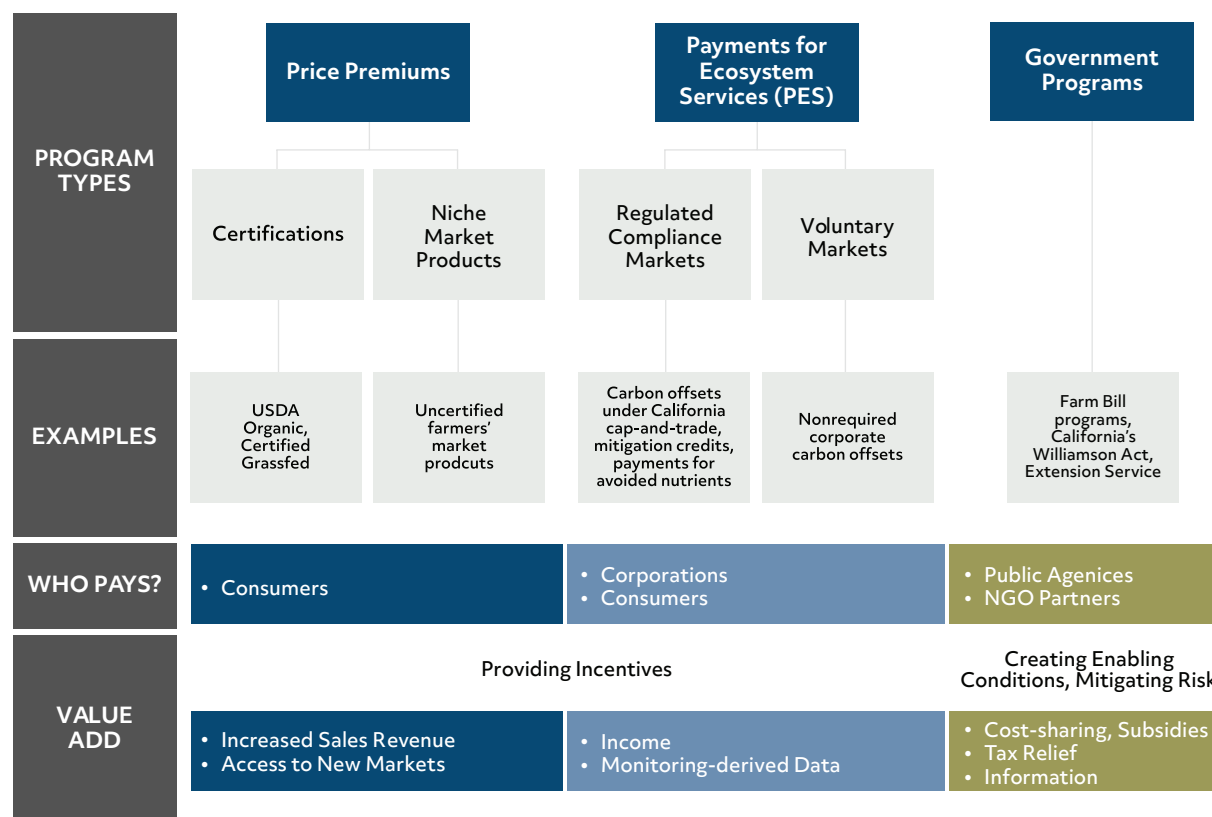 PROGRAM
TYPES
Price Premiums
Payments for
Ecosystem
Services (PES)
Government
Programs
Certifications
Niche
Market
Products
Regulated
Compliance
Markets
Voluntary
Markets
EXAMPLES
USDA
Organic,
Certified
Grassfed
Uncertified
farmers’
market
prodcuts
Carbon offsets
under California
cap-and-trade,
mitigation credits,
payments for
avoided nutrients
Nonrequired
corporate
carbon offsets
Farm Bill
programs,
California’s
Williamson Act,
Extension Service
WHO PAYS?
• Consumers
• Corporations
• Consumers
• Public Agenices
• NGO Partners
VALUE
ADD
Providing Incentives
Creating Enabling
Conditions, Mitigating Risk
• Increased Sales Revenue
• Access to New Markets
• Income
• Monitoring-derived Data
• Cost-sharing, Subsidies
• Tax Relief
• Information